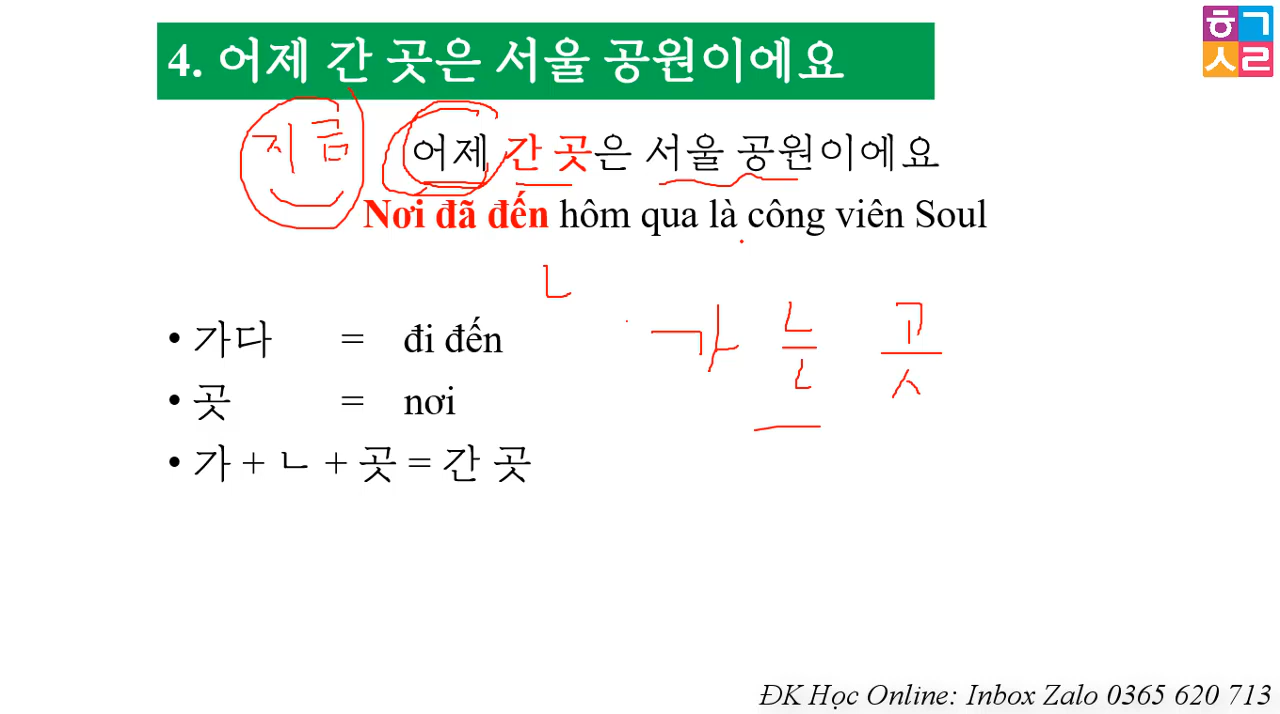 ㅎㄱ
ㅅㄹ
4. 어제 간 곳은 서울 공원이에요
지금
어제 간 곳은 서울 공원이에요
Nơi đã đến hôm qua là công viên Soul
ㄴ
가는 곳
• 가다 = đi đến
• 곳 = nơi
• 가 + ㄴ + 곳 = 간 곳
ĐK Học Online: Inbox Zalo 0365 620 713